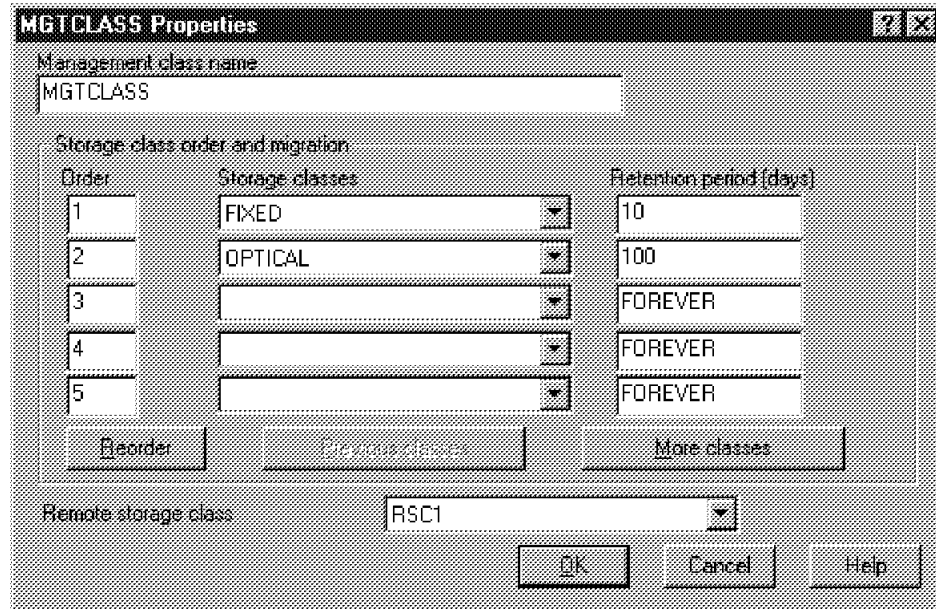 MGTCLASS Properties
Management class name
MGTCLASS
Storage class order and migration
Order Storage classes Retention period (days)
1 FIXED 10
2 OPTICAL 100
3 FOREVER
4 FOREVER
5 FOREVER
Reorder Previous classes More classes
Remote storage class RSC1
OK Cancel Help